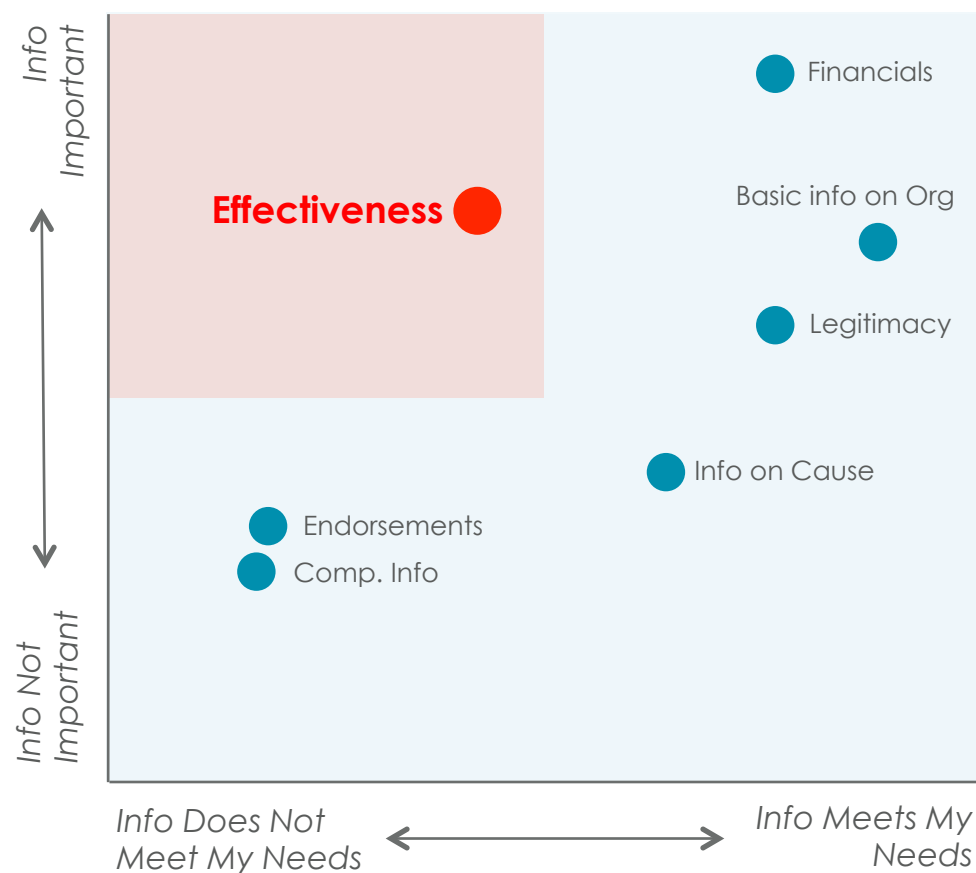 Info
Important
Financials
Basic info on Org
Effectiveness
Legitimacy
Info on Cause
Endorsements
Comp. Info
Info Not
Important
Info Does Not
Meet My Needs
Info Meets My
Needs